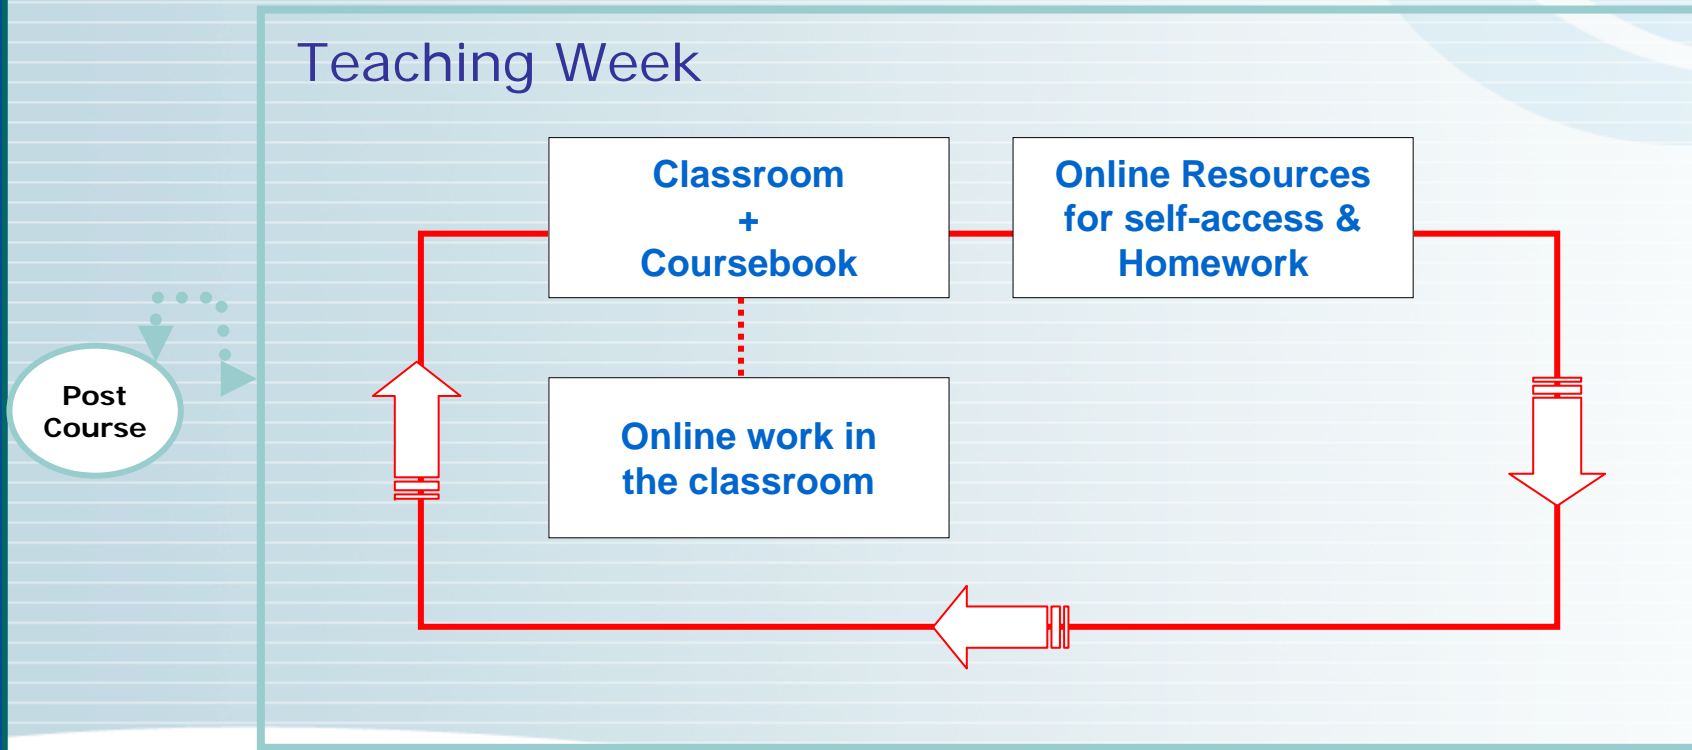 Teaching Week
Classroom
+
Coursebook
Online Resources
for self-access &
Homework
Online work in
the classroom
Post
Course